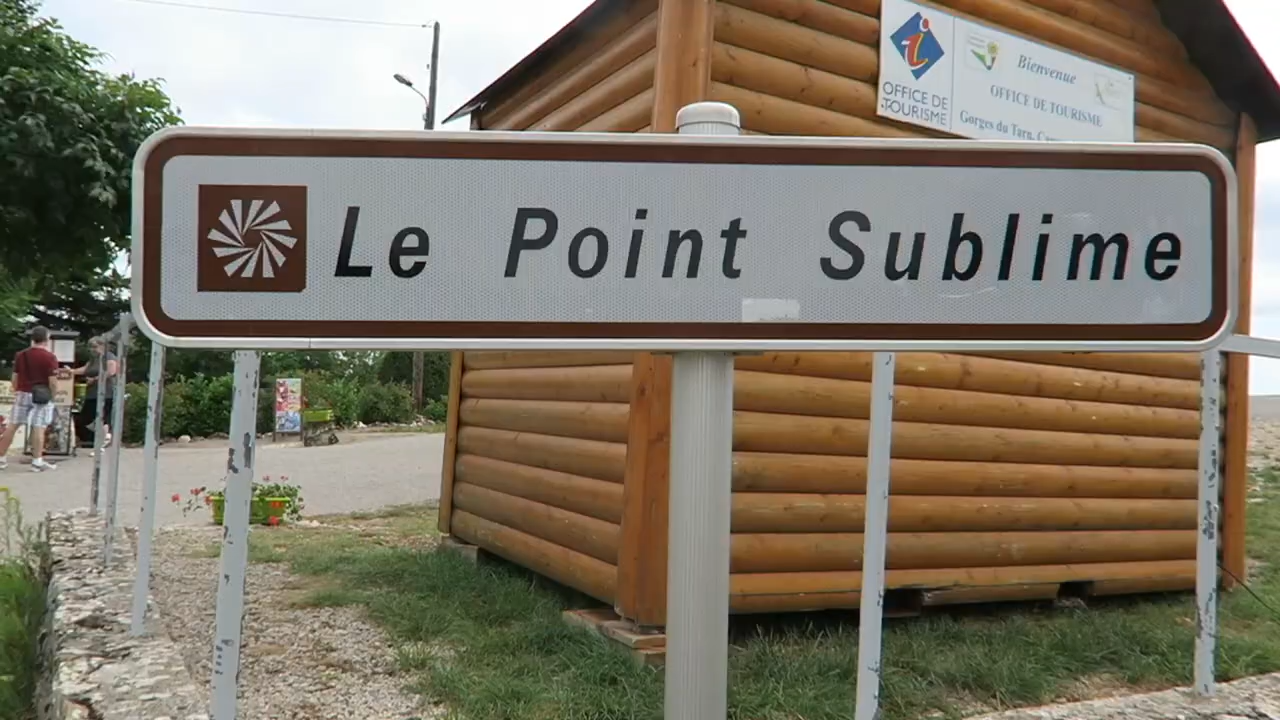 OFFICE DE
TOURISME
Bienvenue
OFFICE DE TOURISME
Gorges du Tarn,
Le Point Sublime